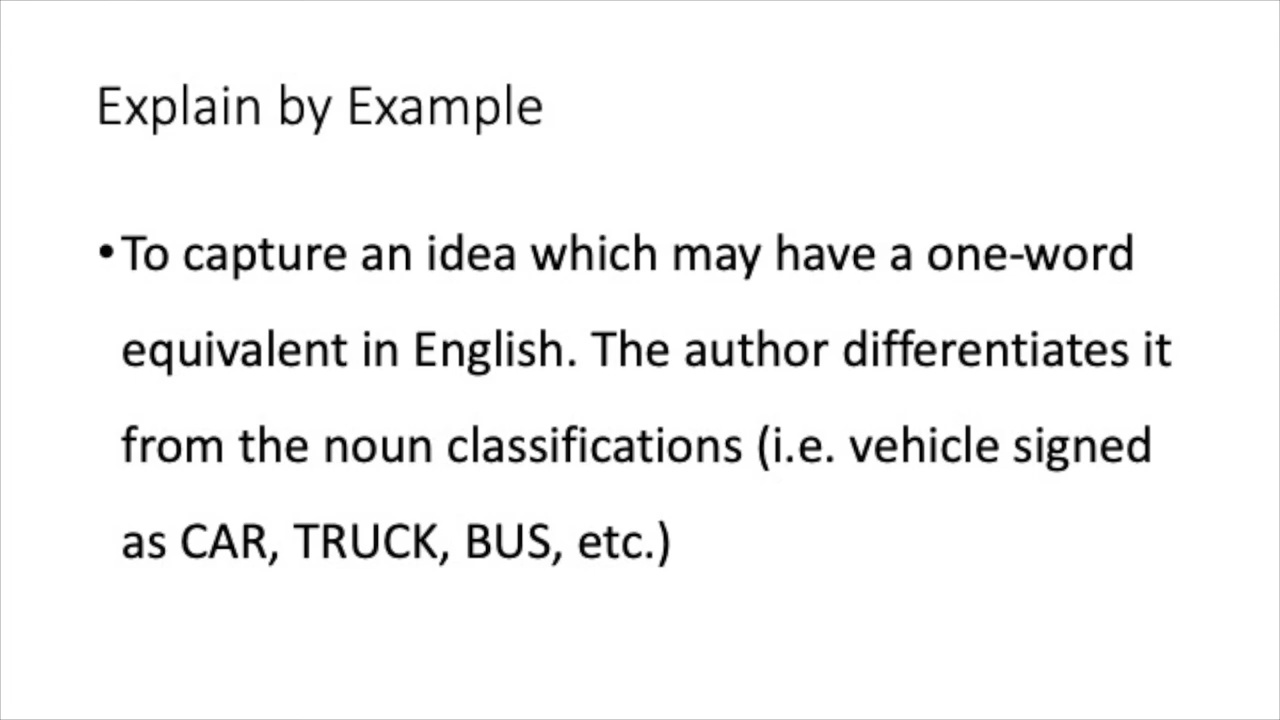 Explain by Example
•To capture an idea which may have a one-word
equivalent in English. The author differentiates it
from the noun classifications (i.e. vehicle signed
as CAR, TRUCK, BUS, etc.)